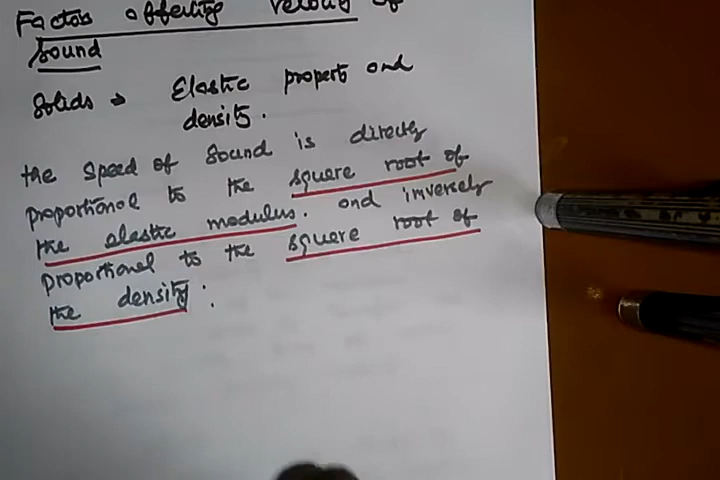 Factors affecting velocity of
sound
Solids → Elastic property and
density.
the speed of sound is directly
proportional to the square root of
the elastic modulus. and inversely
proportional to the square root of
the density: